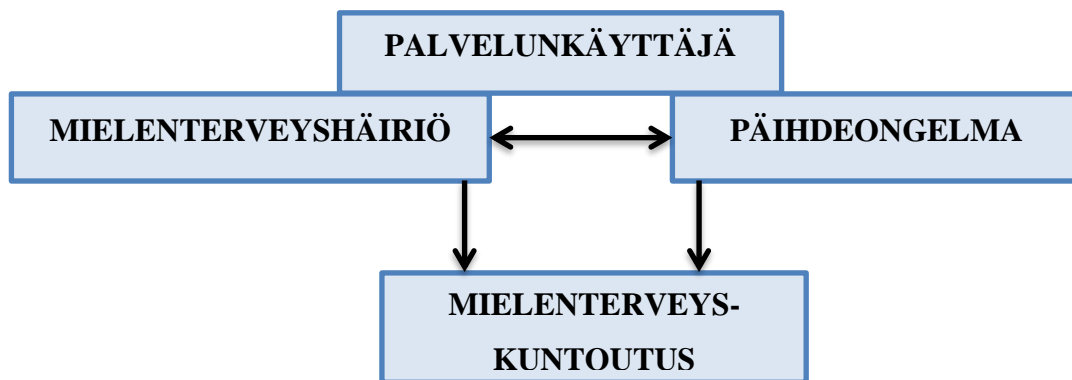 PALVELUNKÄYTTÄJÄ
MIELENTERVEYSHÄIRIÖ
PÄIHDEONGELMA
MIELENTERVEYS-
KUNTOUTUS